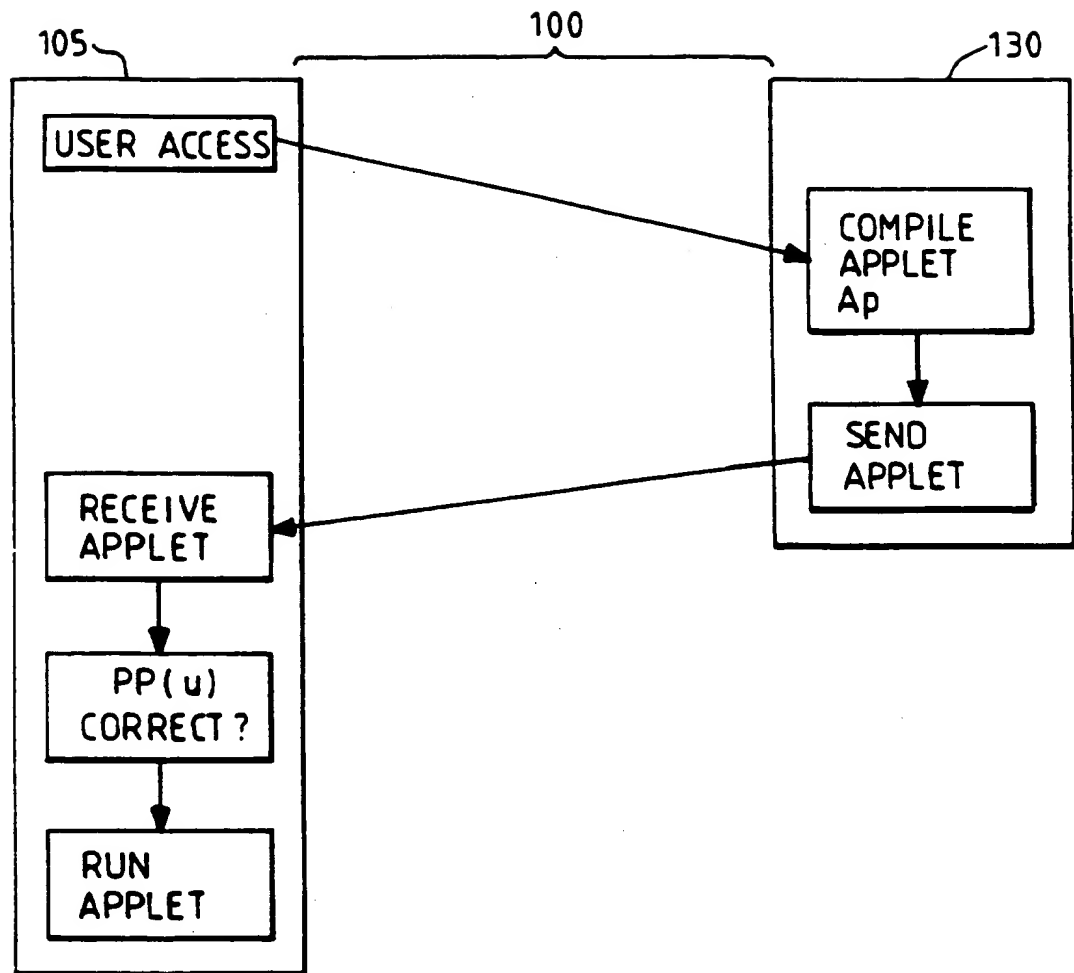 105
100
130
USER ACCESS
COMPILE
APPLET
Ap
SEND
APPLET
RECEIVE
APPLET
PP(u)
CORRECT?
RUN
APPLET